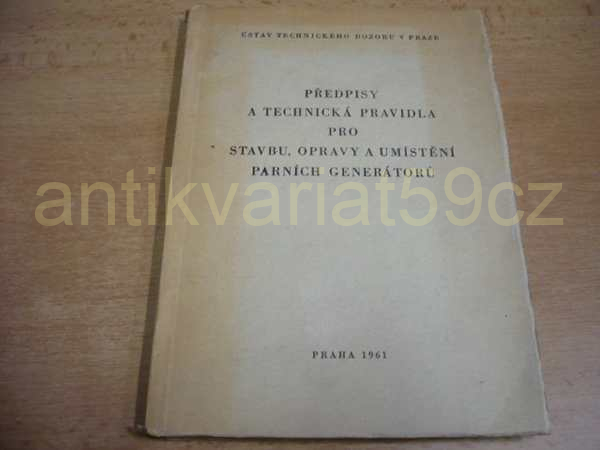 ÚSTAV TECHNICKÉHO DOZORU V PRAZE
PŘEDPISY
A TECHNICKÁ PRAVIDLA
PRO
STAVBU, OPRAVY A UMÍSTĚNÍ
PARNÍCH GENERÁTORŮ
antikvariat59cz
PRAHA 1961